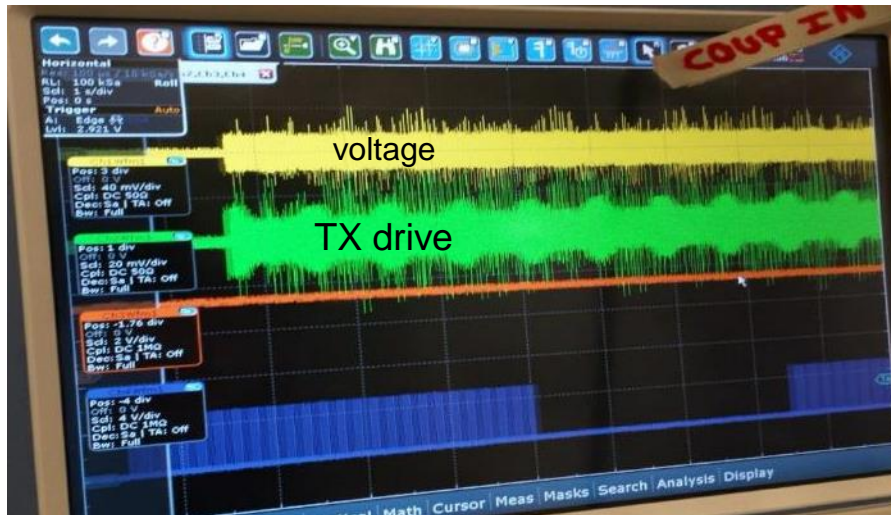 COUP IN
Horizontal
RL: 100 kSa Roll
Scl: 1 s/div
Pos: 0 s
Trigger Auto
A: Edge
Lvl: 2.921 V
voltage
Pos: 3 div
Off: 0 V
Scl: 40 mV/div
Cpl: DC 50Ω
Dec: Sa | TA: Off
Bw: Full
TX drive
Pos: 1 div
Off: 0 V
Scl: 20 mV/div
Cpl: DC 50Ω
Dec: Sa | TA: Off
Bw: Full
Pos: -1.76 div
Off: 0 V
Scl: 2 V/div
Cpl: DC 1MΩ
Dec: Sa | TA: Off
Bw: Full
Pos: -4 div
Off: 0 V
Scl: 4 V/div
Cpl: DC 1MΩ
Dec: Sa | TA: Off
Bw: Full
Math Cursor Meas Masks Search Analysis Display